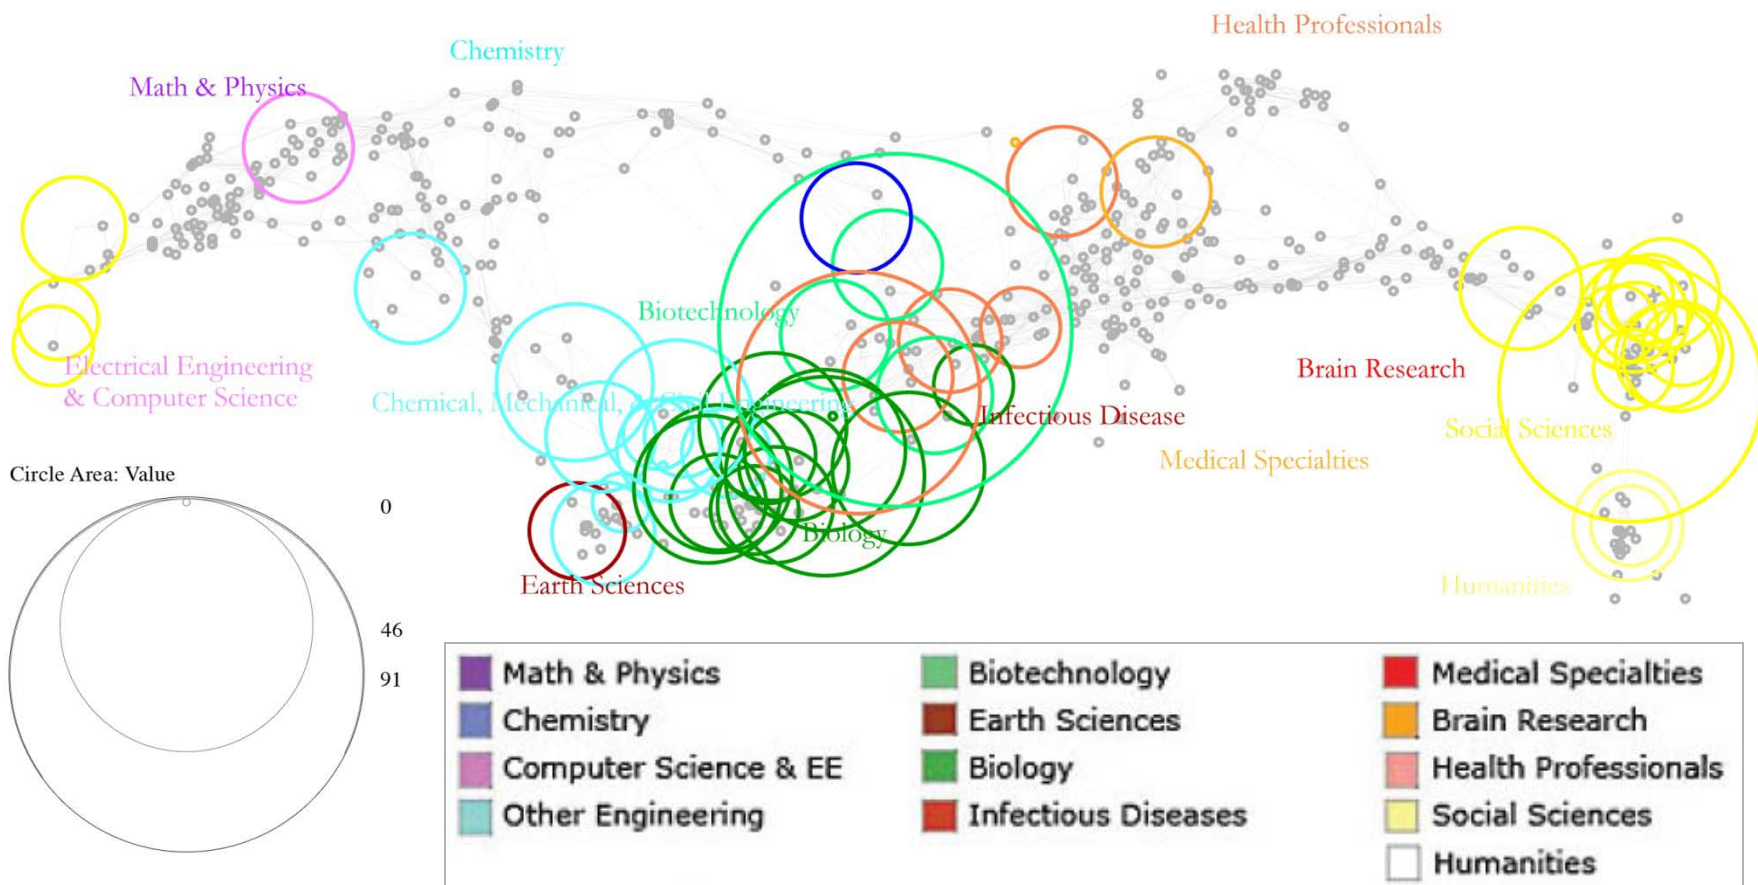 Health Professionals
Chemistry
Math & Physics
Biotechnology
Electrical Engineering
& Computer Science
Brain Research
Chemical, Mechanical, & Civil Engineering
Infectious Disease
Social Sciences
Medical Specialties
Circle Area: Value
0
46
91
Biology
Earth Sciences
Humanities
Math & Physics
Chemistry
Computer Science & EE
Other Engineering
Biotechnology
Earth Sciences
Biology
Infectious Diseases
Medical Specialties
Brain Research
Health Professionals
Social Sciences
Humanities